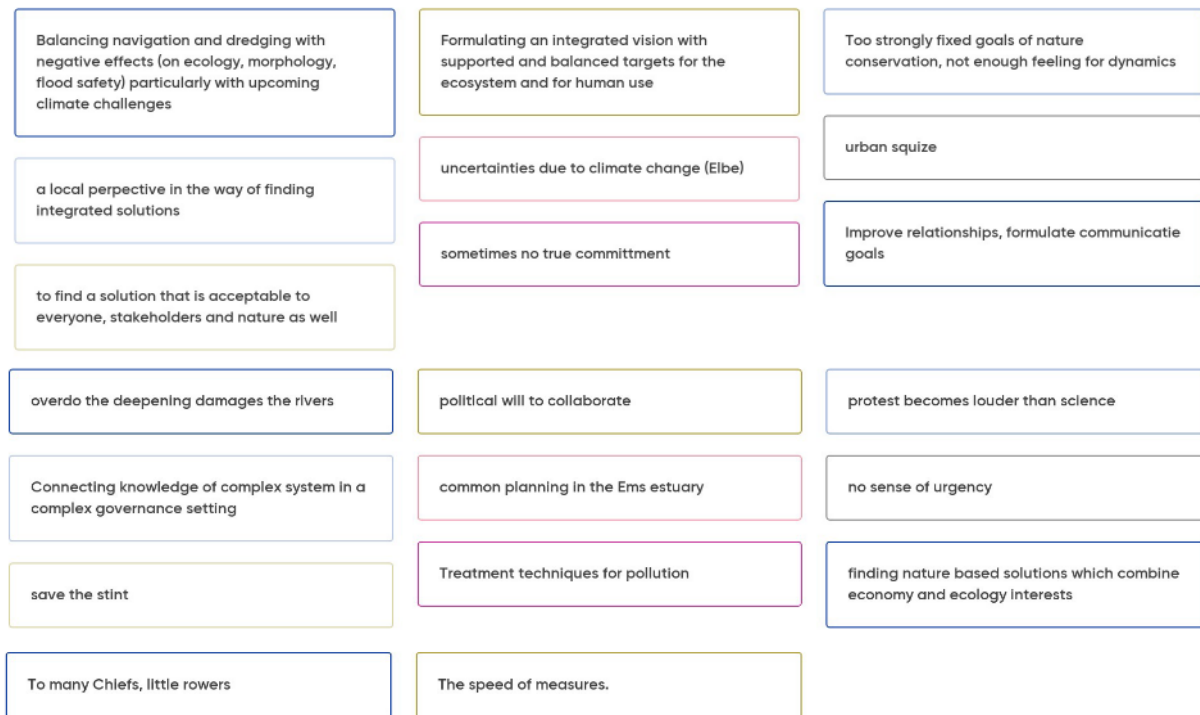 Balancing navigation and dredging with
negative effects (on ecology, morphology,
flood safety) particularly with upcoming
climate challenges
a local perpective in the way of finding
integrated solutions
to find a solution that is acceptable to
everyone, stakeholders and nature as well
Formulating an integrated vision with
supported and balanced targets for the
ecosystem and for human use
uncertainties due to climate change (Elbe)
sometimes no true committment
Too strongly fixed goals of nature
conservation, not enough feeling for dynamics
urban squize
Improve relationships, formulate communicatie
goals
overdo the deepening damages the rivers
Connecting knowledge of complex system in a
complex governance setting
save the stint
political will to collaborate
common planning in the Ems estuary
Treatment techniques for pollution
protest becomes louder than science
no sense of urgency
finding nature based solutions which combine
economy and ecology interests
To many Chiefs, little rowers
The speed of measures.